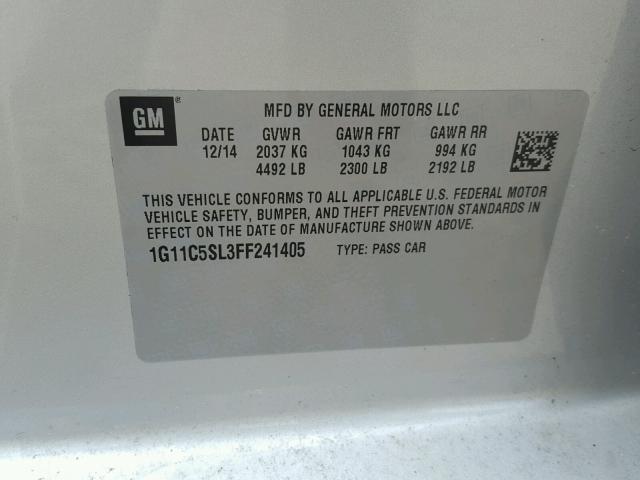 GM®
MFD BY GENERAL MOTORS LLC
DATE GVWR GAWR FRT GAWR RR
12/14 2037 KG 1043 KG 994 KG
4492 LB 2300 LB 2192 LB
THIS VEHICLE CONFORMS TO ALL APPLICABLE U.S. FEDERAL MOTOR
VEHICLE SAFETY, BUMPER, AND THEFT PREVENTION STANDARDS IN
EFFECT ON THE DATE OF MANUFACTURE SHOWN ABOVE.
1G11C5SL3FF241405 TYPE: PASS CAR